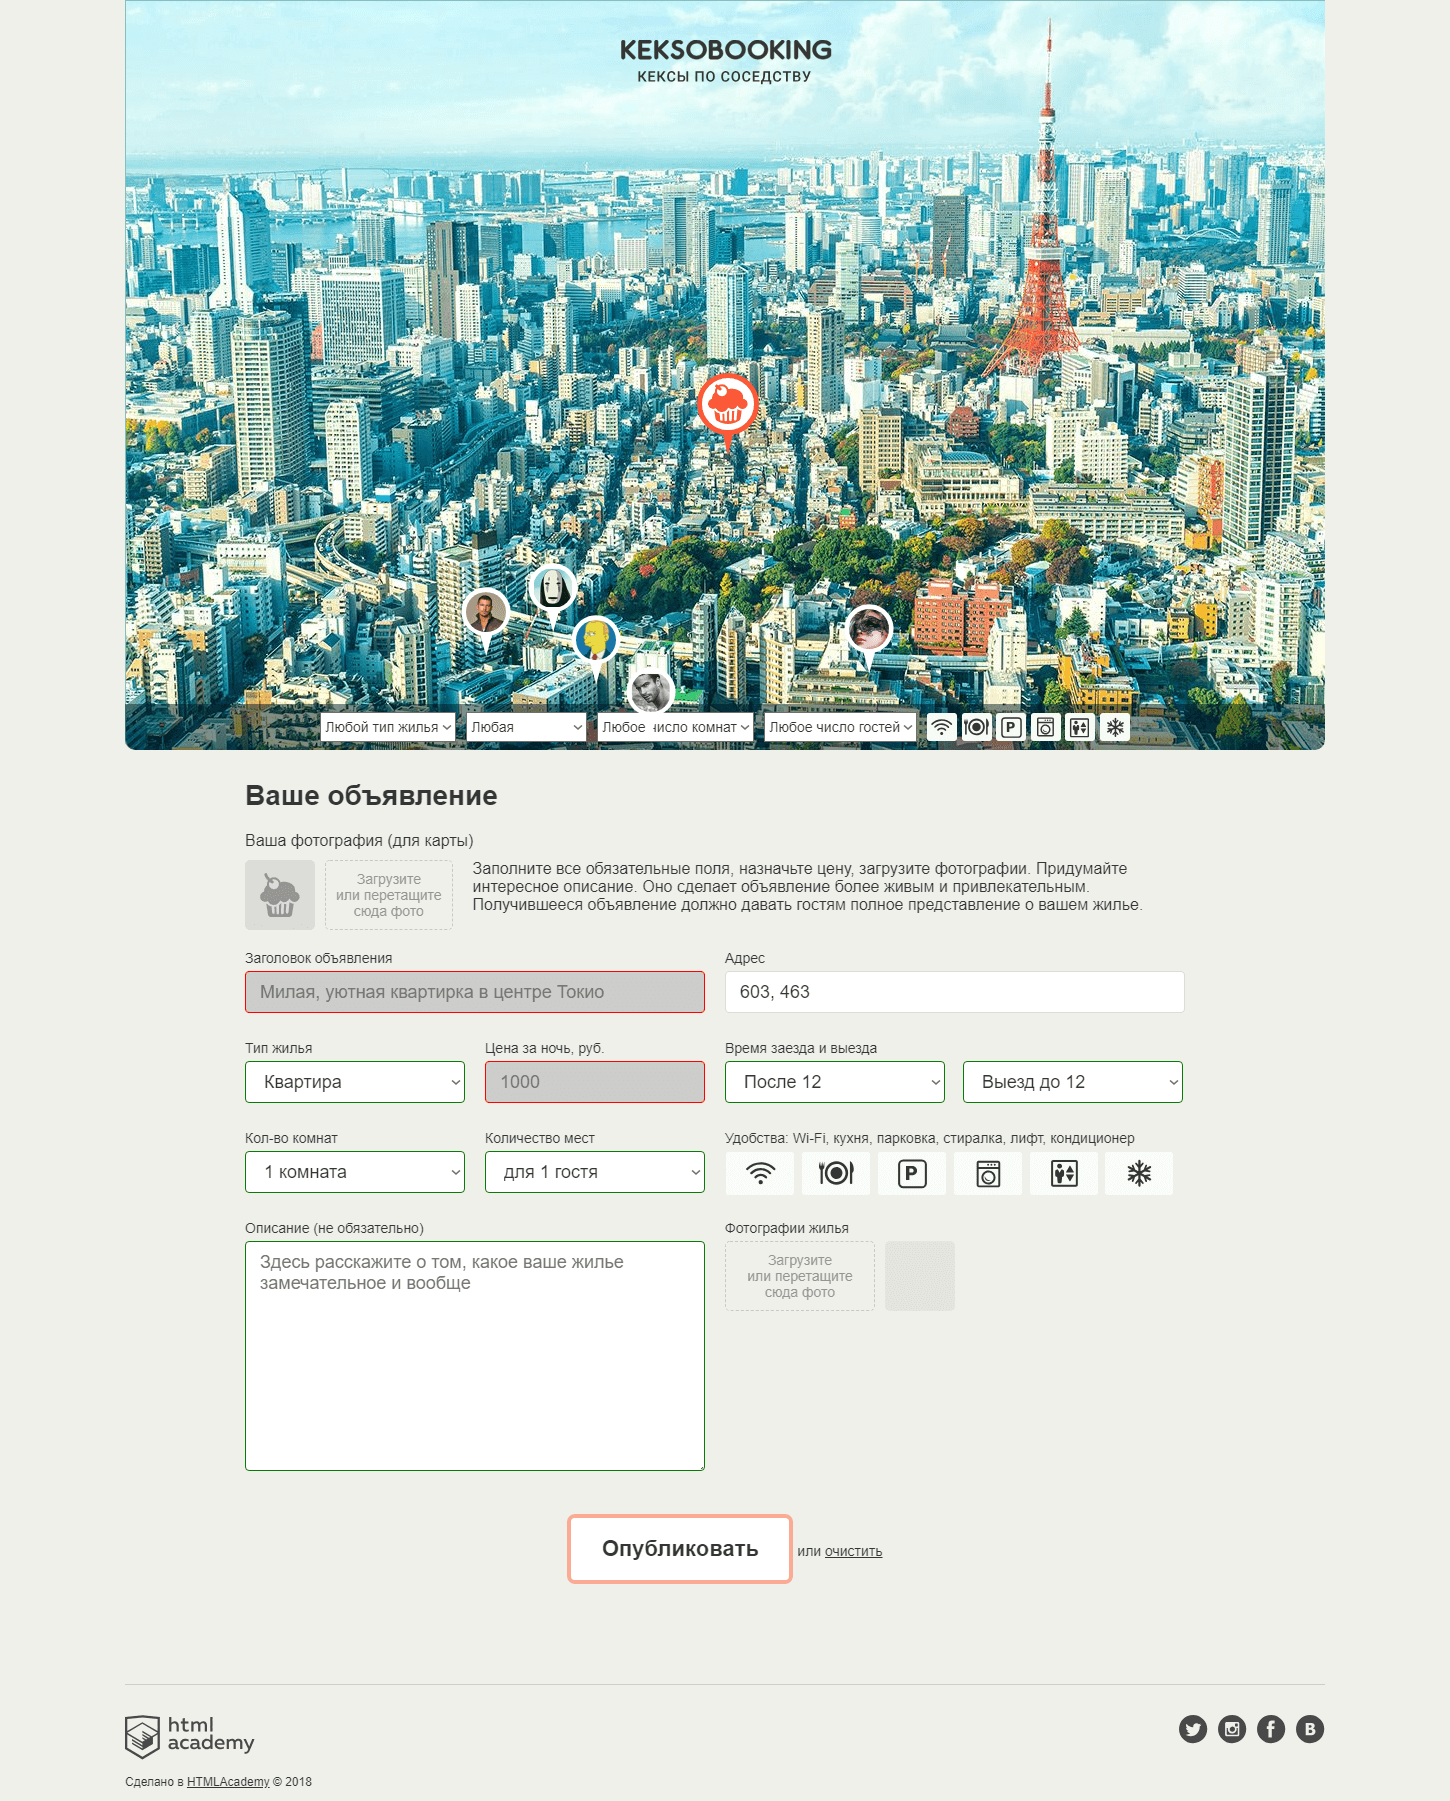 KEKSOBOOKING
КЕКСЫ ПО СОСЕДСТВУ
Любой тип жилья
Любая
Любое число комнат
Любое число гостей
P
Ваше объявление
Ваша фотография (для карты)
Загрузите
или перетащите
сюда фото
Заполните все обязательные поля, назначьте цену, загрузите фотографии. Придумайте
интересное описание. Оно сделает объявление более живым и привлекательным.
Получившееся объявление должно давать гостям полное представление о вашем жилье.
Заголовок объявления
Милая, уютная квартирка в центре Токио
Адрес
603, 463
Тип жилья
Квартира
Цена за ночь, руб.
1000
Время заезда и выезда
После 12
Выезд до 12
Кол-во комнат
1 комната
Количество мест
для 1 гостя
Удобства: Wi-Fi, кухня, парковка, стиралка, лифт, кондиционер
P
Описание (не обязательно)
Здесь расскажите о том, какое ваше жилье
замечательное и вообще
Фотографии жилья
Загрузите
или перетащите
сюда фото
Опубликовать
или очистить
html
academy
Сделано в HTMLAcademy © 2018